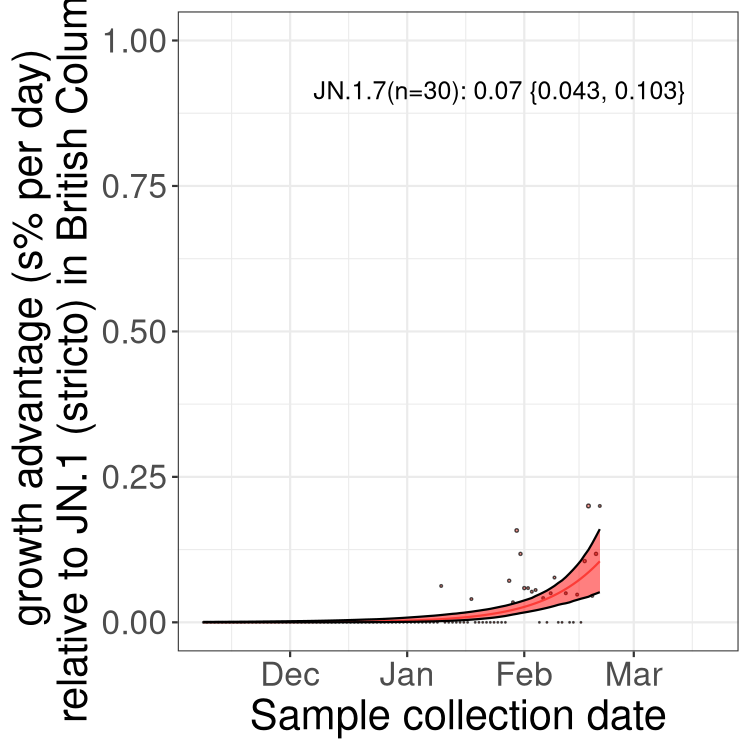 growth advantage (s% per day)
relative to JN.1 (stricto) in British Colum
1.00
0.75
0.50
0.25
0.00
JN.1.7(n=30): 0.07 {0.043, 0.103}
Dec Jan Feb Mar
Sample collection date